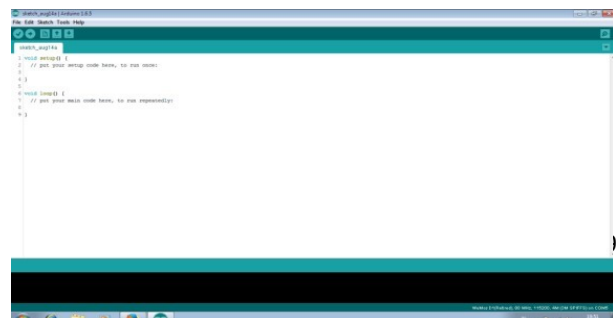 sketch_aug14a | Arduino 1.8.5
File Edit Sketch Tools Help
sketch_aug14a
1 void setup() {
2 // put your setup code here, to run once:
3
4 }
5
6 void loop() {
7 // put your main code here, to run repeatedly:
8
9 }